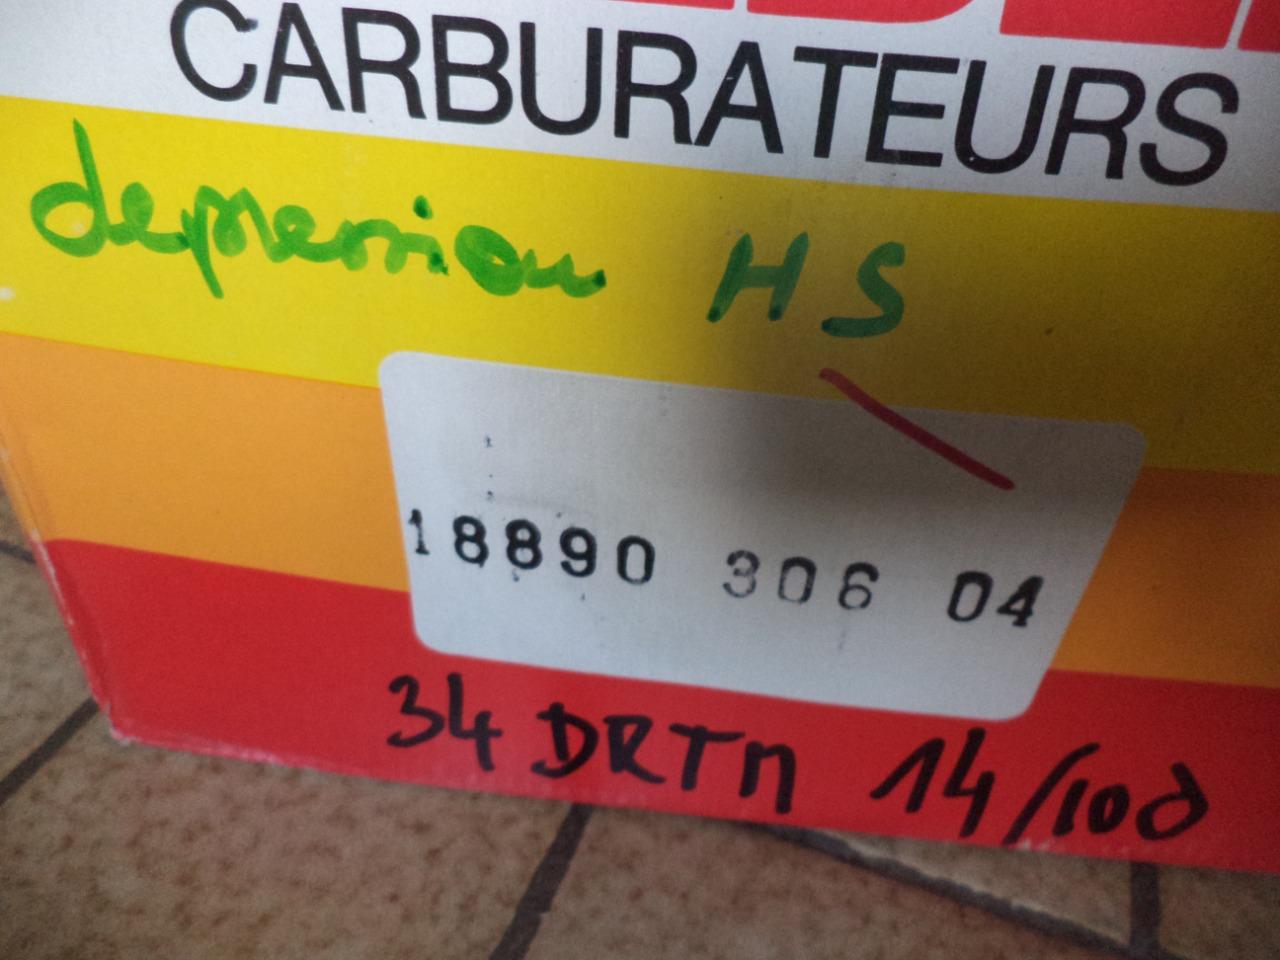 CARBURATEURS
depression HS
18890 306 04
34 DRTM 14/100